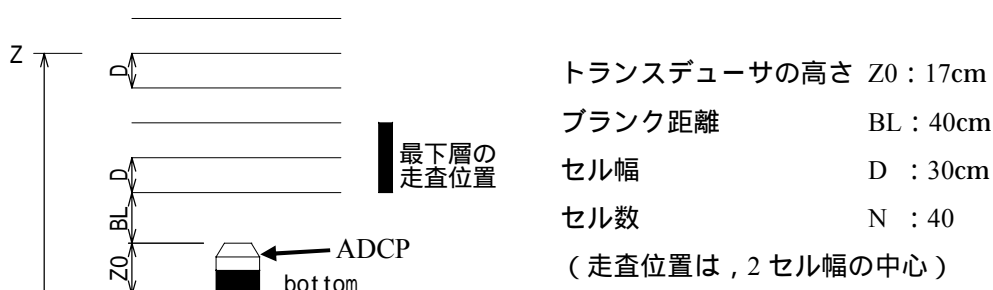 Z
D
D
BL
Z0
最下層の
走査位置
ADCP
bottom
トランスデューサの高さ Z0：17cm
ブランク距離 BL：40cm
セル幅 D ：30cm
セル数 N ：40
（走査位置は，2 セル幅の中心）